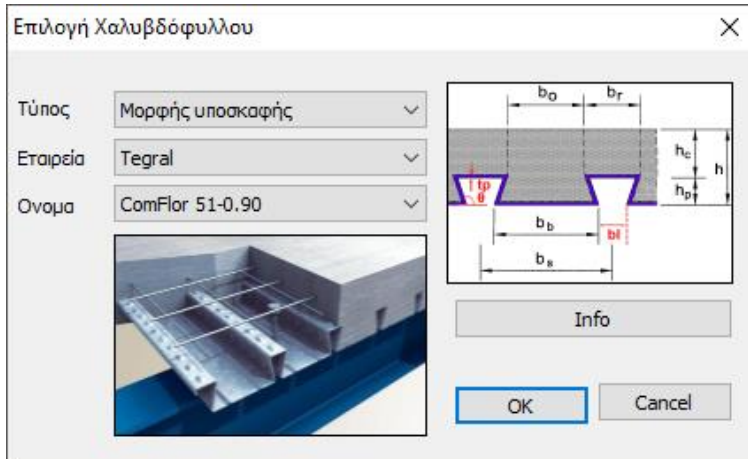 Επιλογή Χαλυβδόφυλλου
Τύπος
Μορφής υποσκαφής
Εταιρεία
Tegral
Ονομα
ComFlor 51-0.90
bo
br
hc
h
tp
hp
θ
bb
bl
bs
Info
OK
Cancel